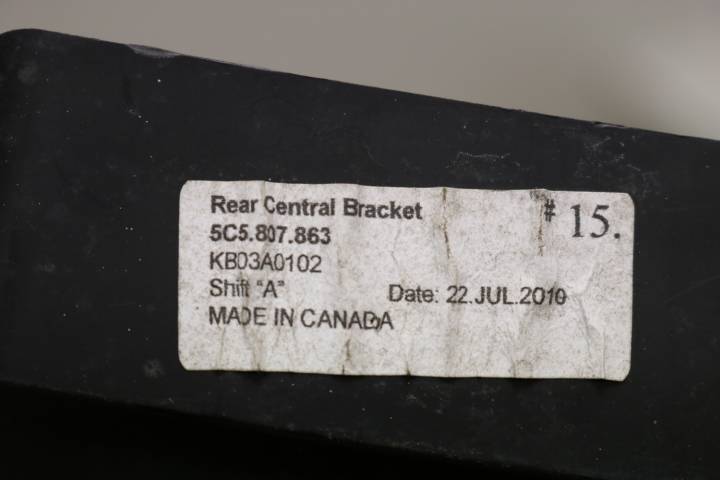 Rear Central Bracket # 15.
5C5.807.863
KB03A0102
Shift "A" Date: 22.JUL.2010
MADE IN CANADA